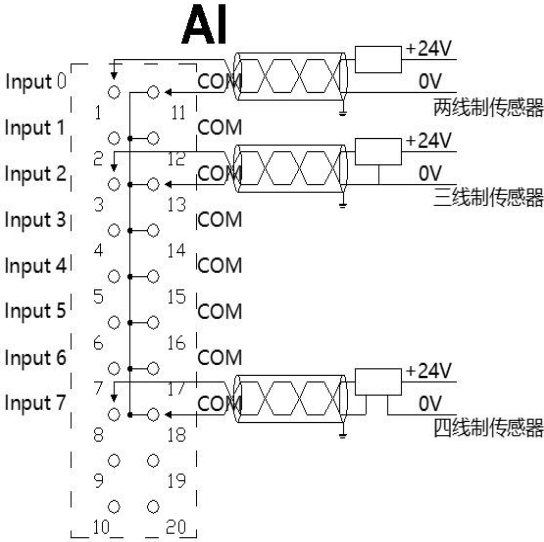 AI
+24V
Input 0 COM 0V
1 11 两线制传感器
Input 1 COM
+24V
2 12
Input 2 COM 0V
3 13 三线制传感器
Input 3 COM
4 14
Input 4 COM
5 15
Input 5 COM
6 16
Input 6 COM
+24V
7 17
Input 7 COM 0V
8 18 四线制传感器
9 19
10 20